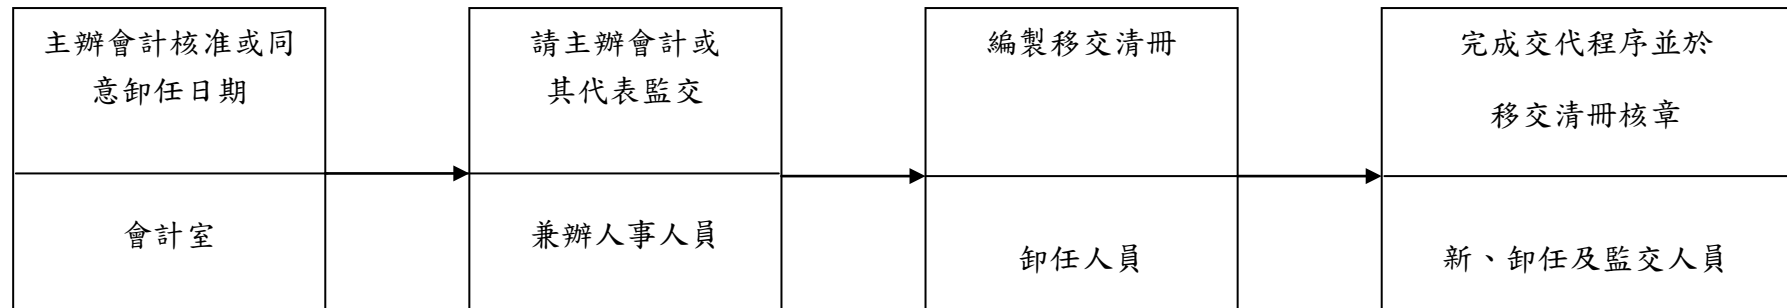 主辦會計核准或同
意卸任日期
會計室
請主辦會計或
其代表監交
兼辦人事人員
編製移交清冊
卸任人員
完成交代程序並於
移交清冊核章
新、卸任及監交人員